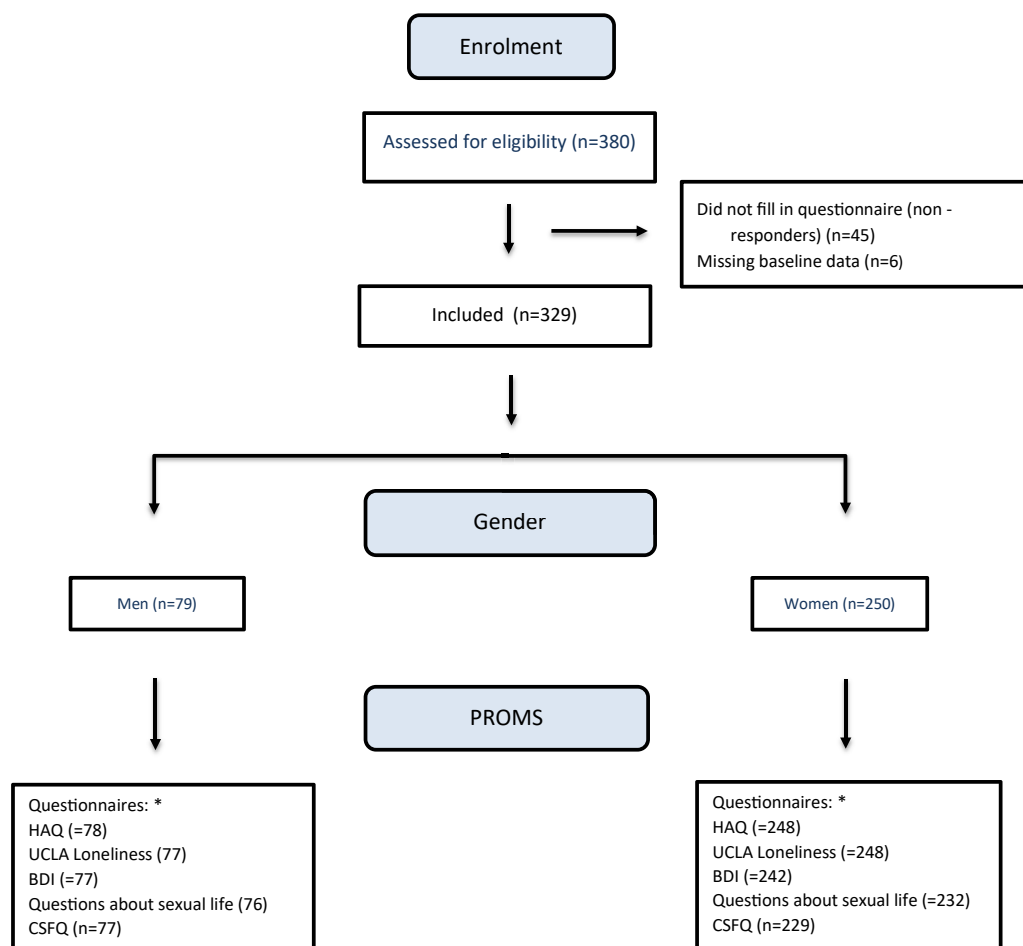 Enrolment
Assessed for eligibility (n=380)
Did not fill in questionnaire (non -
responders) (n=45)
Missing baseline data (n=6)
Included (n=329)
Gender
Men (n=79)
Women (n=250)
PROMS
Questionnaires: *
HAQ (=78)
UCLA Loneliness (77)
BDI (=77)
Questions about sexual life (76)
CSFQ (n=77)
Questionnaires: *
HAQ (=248)
UCLA Loneliness (=248)
BDI (=242)
Questions about sexual life (=232)
CSFQ (n=229)